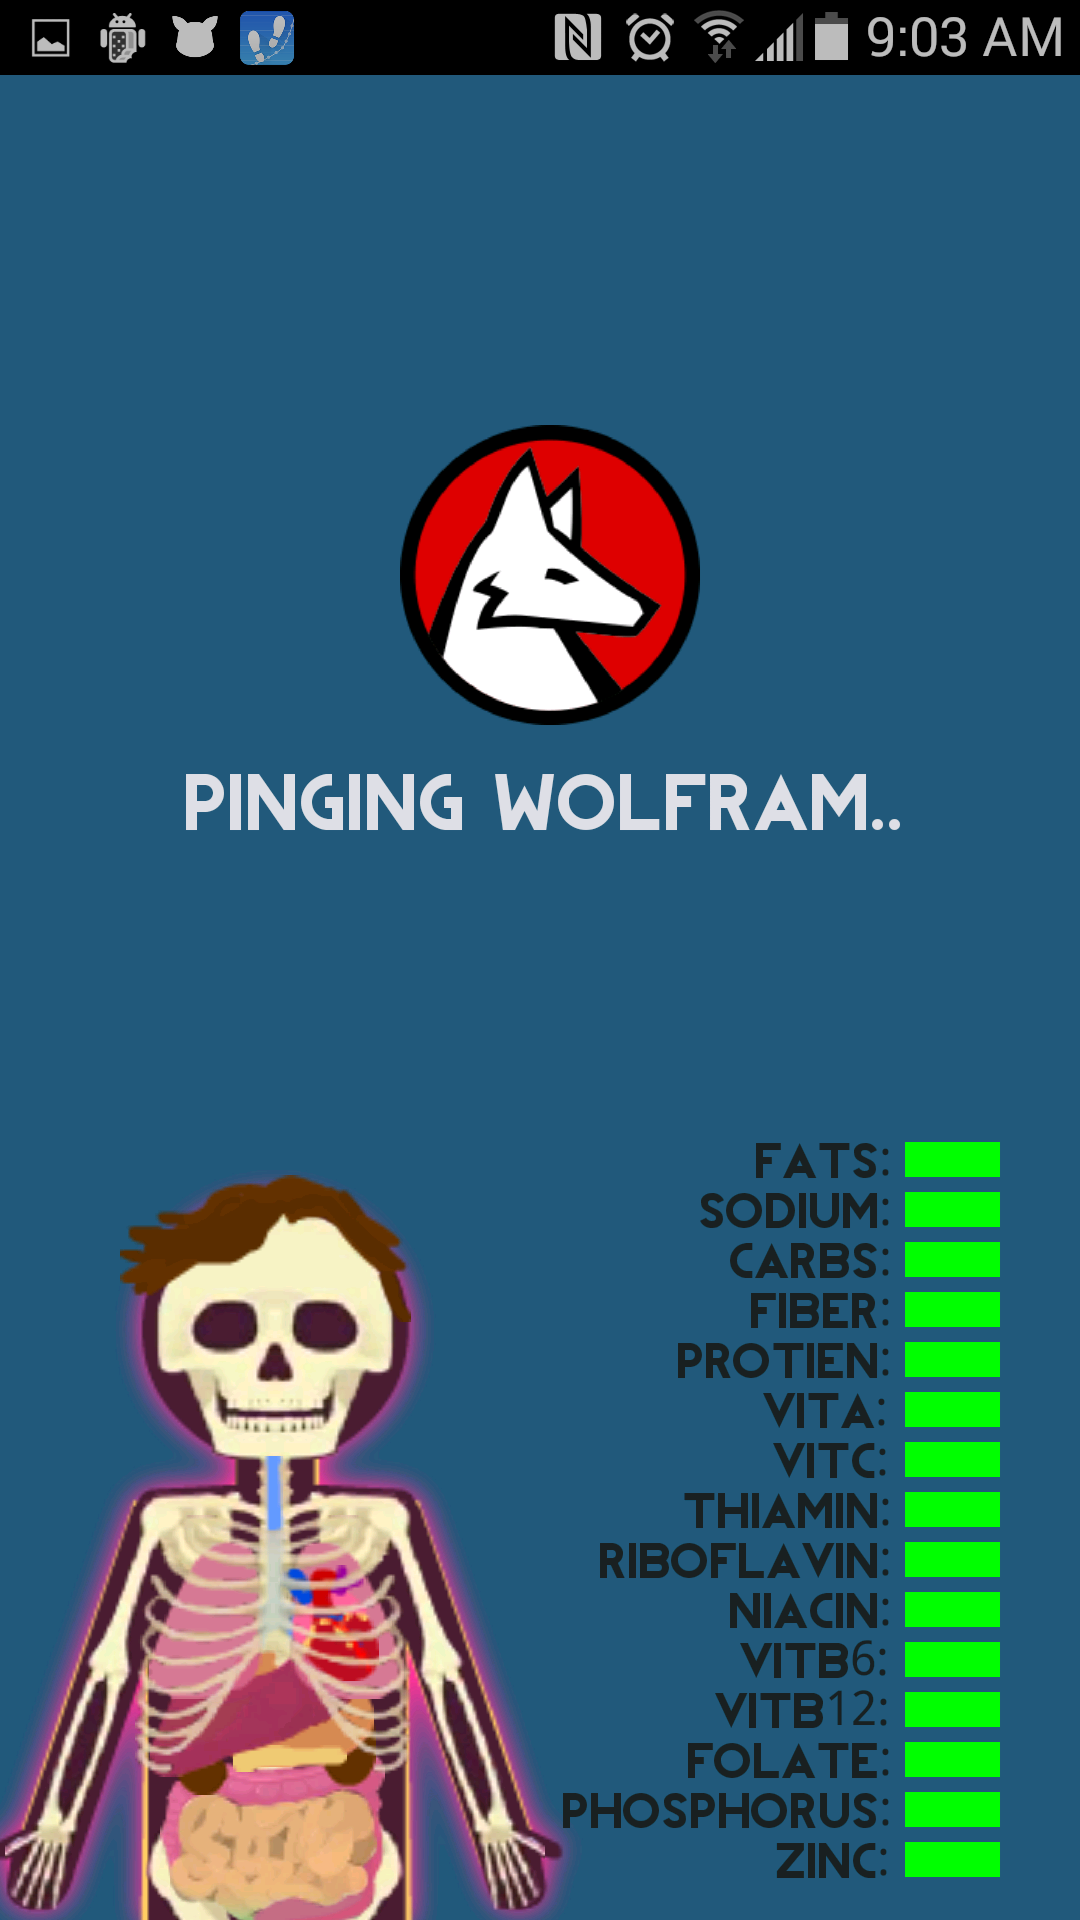 9:03 AM
PINGING WOLFRAM..
FATS:
SODIUM:
CARBS:
FIBER:
PROTIEN:
VITA:
VITC:
THIAMIN:
RIBOFLAVIN:
NIACIN:
VITB6:
VITB12:
FOLATE:
PHOSPHORUS:
ZINC: